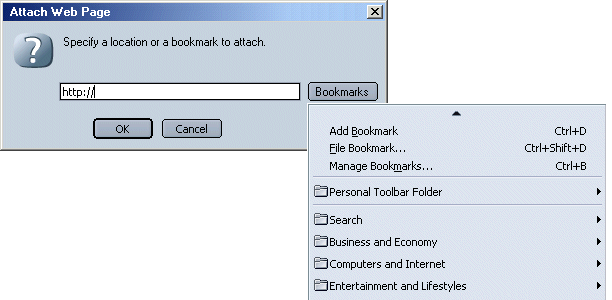 Attach Web Page
Specify a location or a bookmark to attach.
http://
Bookmarks
OK Cancel
Add Bookmark Ctrl+D
File Bookmark... Ctrl+Shift+D
Manage Bookmarks... Ctrl+B
Personal Toolbar Folder
Search
Business and Economy
Computers and Internet
Entertainment and Lifestyles